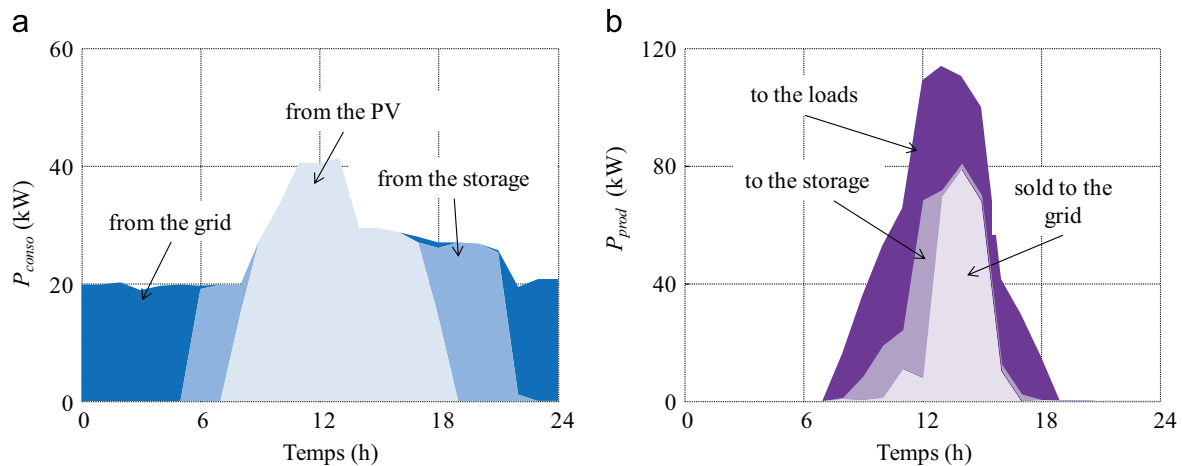 a
60
40
20
0
P_conso (kW)
from the PV
from the storage
from the grid
0
6
12
18
24
Temps (h)
b
120
80
40
0
P_prod (kW)
to the loads
to the storage
sold to the
grid
0
6
12
18
24
Temps (h)